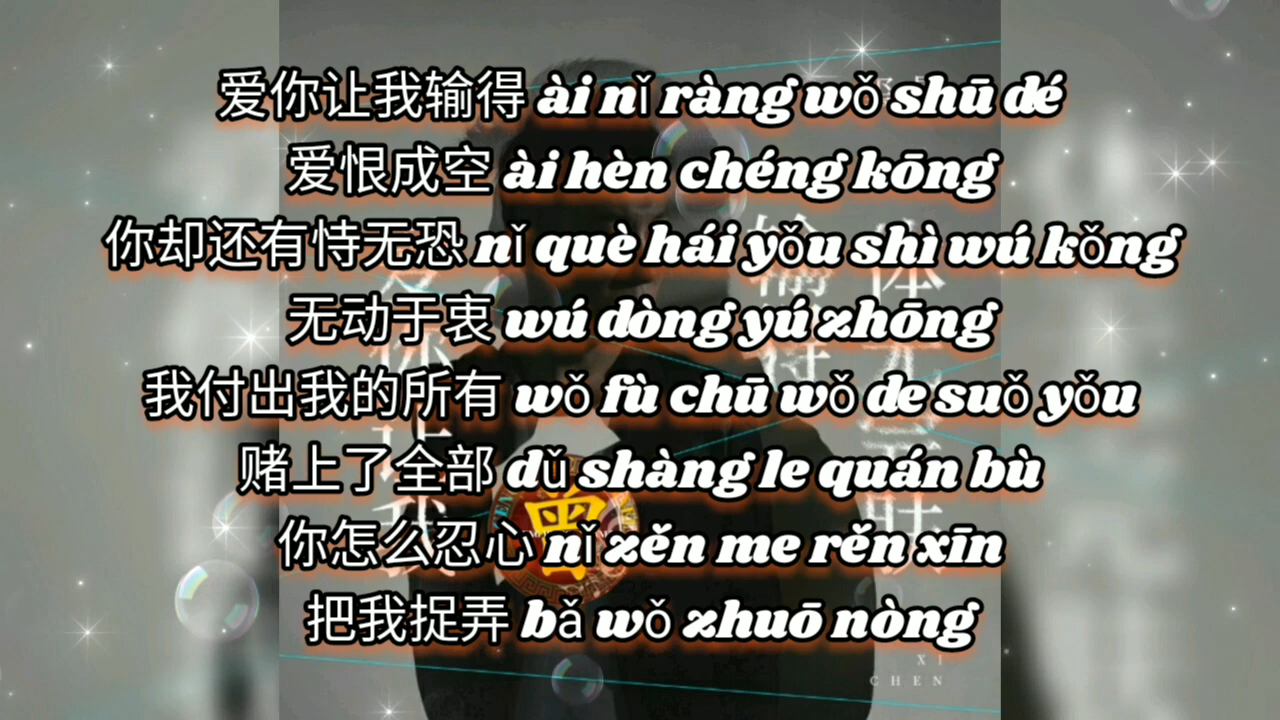 爱你让我输得 ài nǐ ràng wǒ shū dé
爱恨成空 ài hèn chéng kōng
你却还有恃无恐 nǐ què hái yǒu shì wú kǒng
无动于衷 wú dòng yú zhōng
我付出我的所有 wǒ fù chū wǒ de suǒ yǒu
赌上了全部 dǔ shàng le quán bù
你怎么忍心 nǐ zěn me rěn xīn
把我捉弄 bǎ wǒ zhuō nòng
XI
CHEN